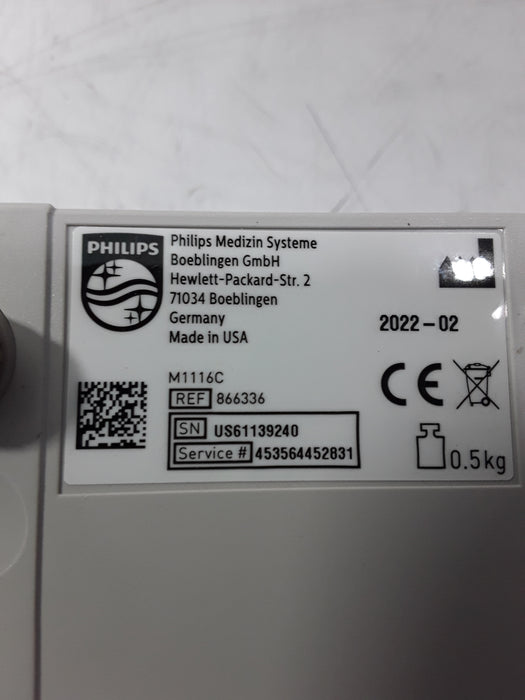 PHILIPS
Philips Medizin Systeme
Boeblingen GmbH
Hewlett-Packard-Str. 2
71034 Boeblingen
Germany
Made in USA
2022-02
M1116C
REF 866336
SN US61139240
Service # 453564452831
CE
0.5kg